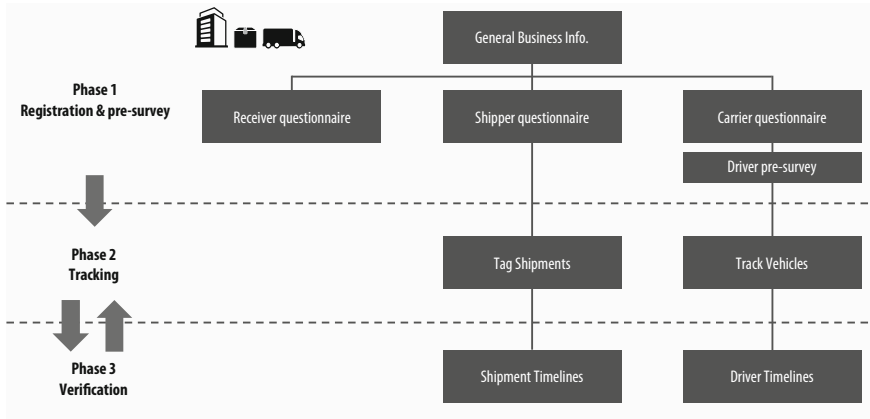 General Business Info.
Phase 1
Registration & pre-survey
Receiver questionnaire
Shipper questionnaire
Carrier questionnaire
Driver pre-survey
Phase 2
Tracking
Tag Shipments
Track Vehicles
Phase 3
Verification
Shipment Timelines
Driver Timelines